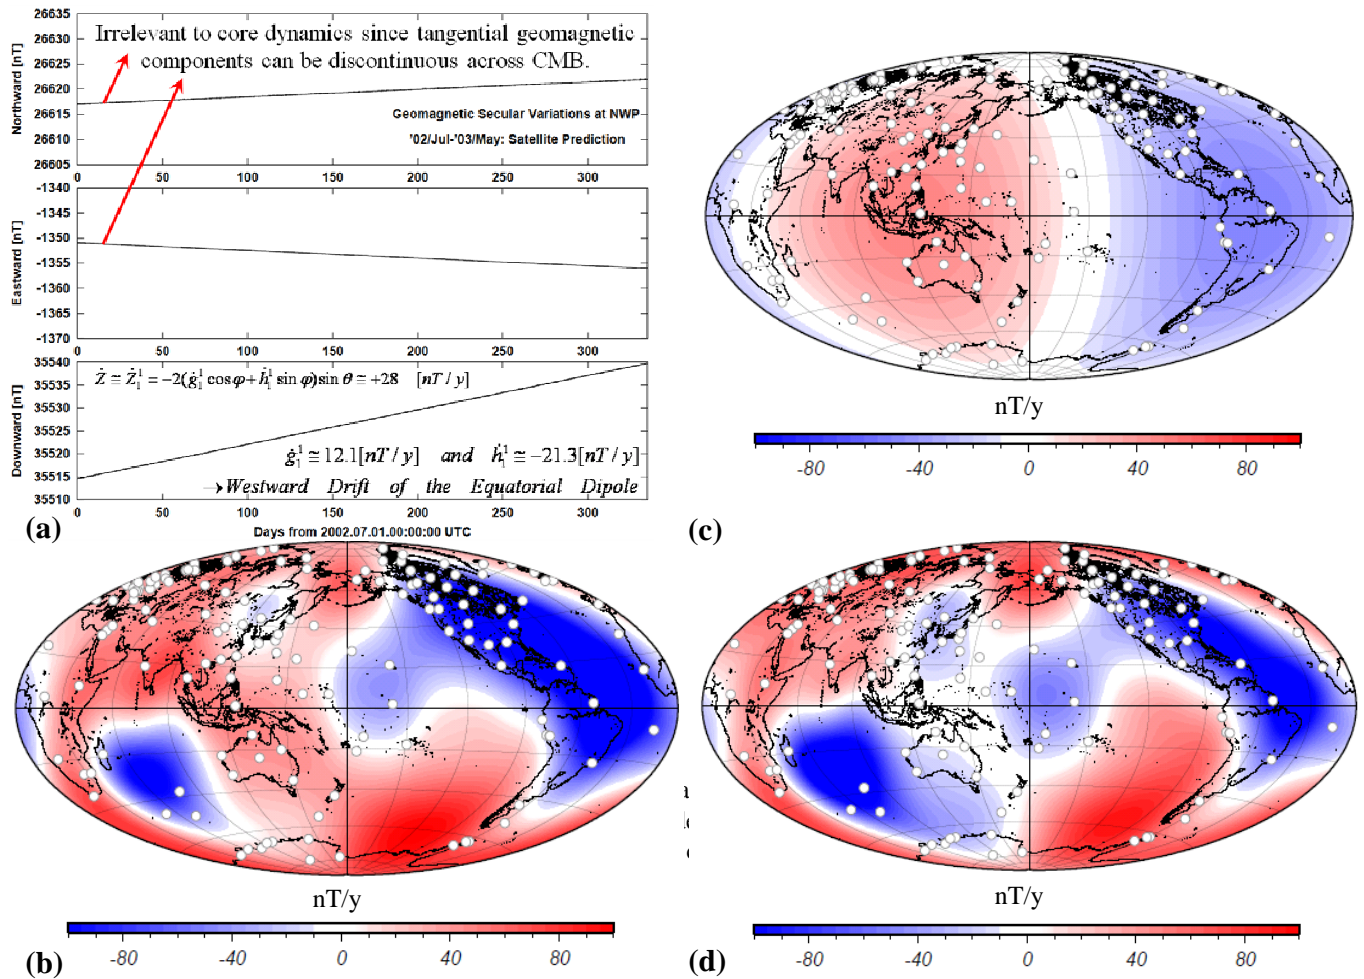 26635
26630
26625
26620
26615
26610
26605
Northward [nT]
Irrelevant to core dynamics since tangential geomagnetic
components can be discontinuous across CMB.
Geomagnetic Secular Variations at NWP
'02/Jul-'03/May: Satellite Prediction
0 50 100 150 200 250 300
-1340
-1345
-1350
-1355
-1360
-1365
-1370
Eastward [nT]
0 50 100 150 200 250 300
35540
35535
35530
35525
35520
35515
35510
Downward [nT]
Ż ≅ Ż₁¹ = −2(ġ₁¹ cos φ + ḣ₁¹ sin φ) sin θ ≅ +28 [nT / y]
ġ₁¹ ≅ 12.1[nT / y] and ḣ₁¹ ≅ −21.3[nT / y]
→Westward Drift of the Equatorial Dipole
0 50 100 150 200 250 300
Days from 2002.07.01.00:00:00 UTC
(a)
nT/y
-80 -40 0 40 80
(c)
nT/y
-80 -40 0 40 80
(b)
nT/y
-80 -40 0 40 80
(d)